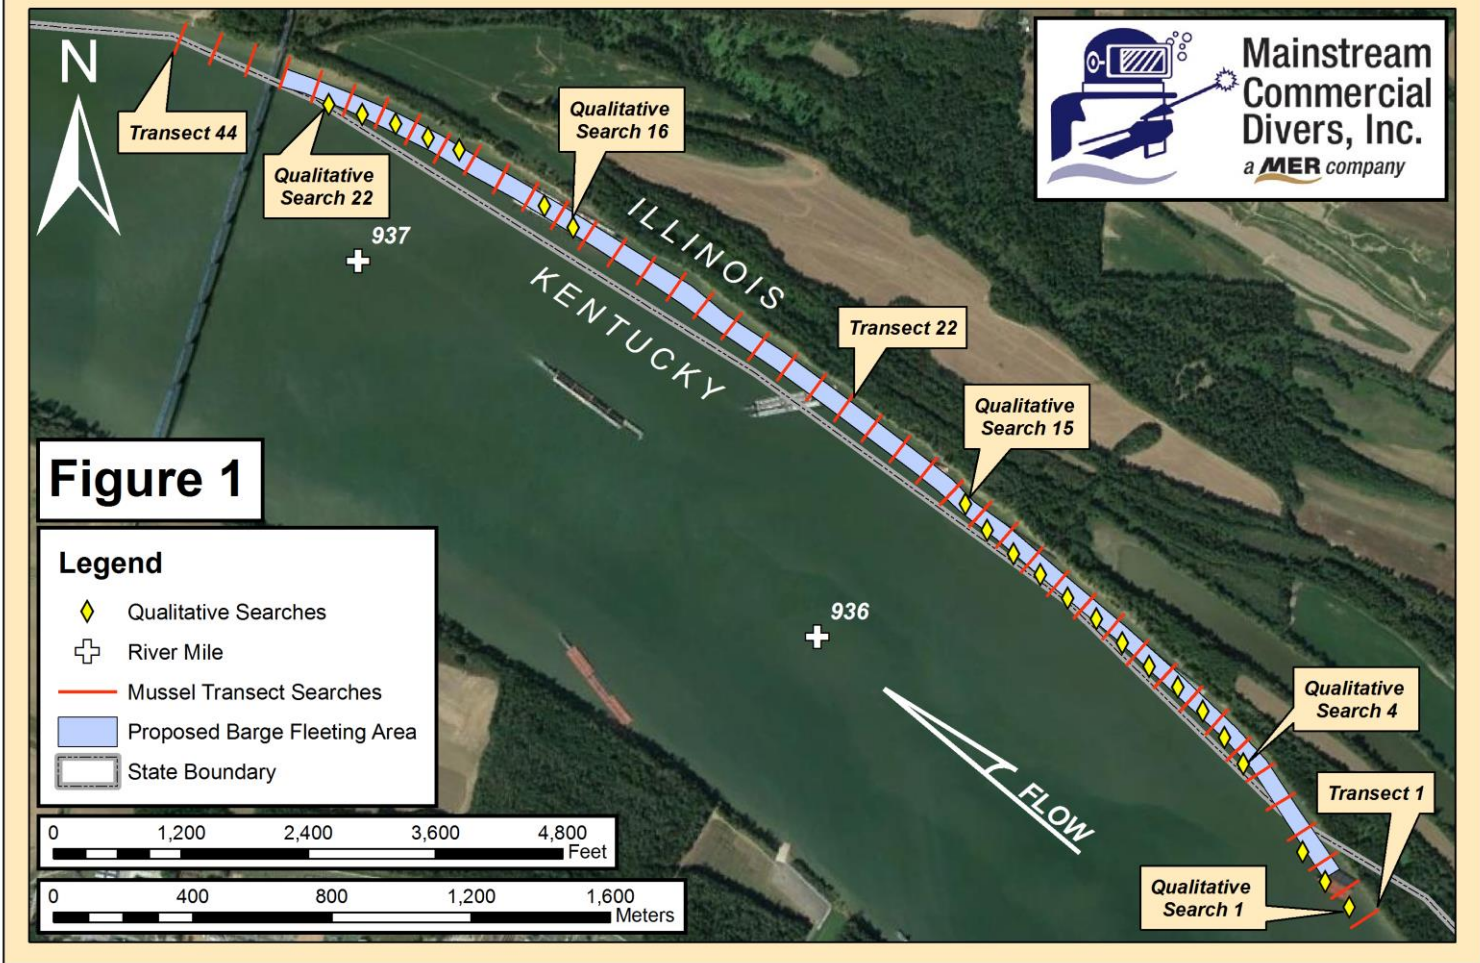 N
Transect 44
Qualitative
Search 22
Qualitative
Search 16
937
ILLINOIS
KENTUCKY
Mainstream
Commercial
Divers, Inc.
a MER company
Transect 22
Qualitative
Search 15
936
FLOW
Qualitative
Search 4
Transect 1
Qualitative
Search 1
Figure 1
Legend
Qualitative Searches
River Mile
Mussel Transect Searches
Proposed Barge Fleeting Area
State Boundary
0 1,200 2,400 3,600 4,800
Feet
0 400 800 1,200 1,600
Meters